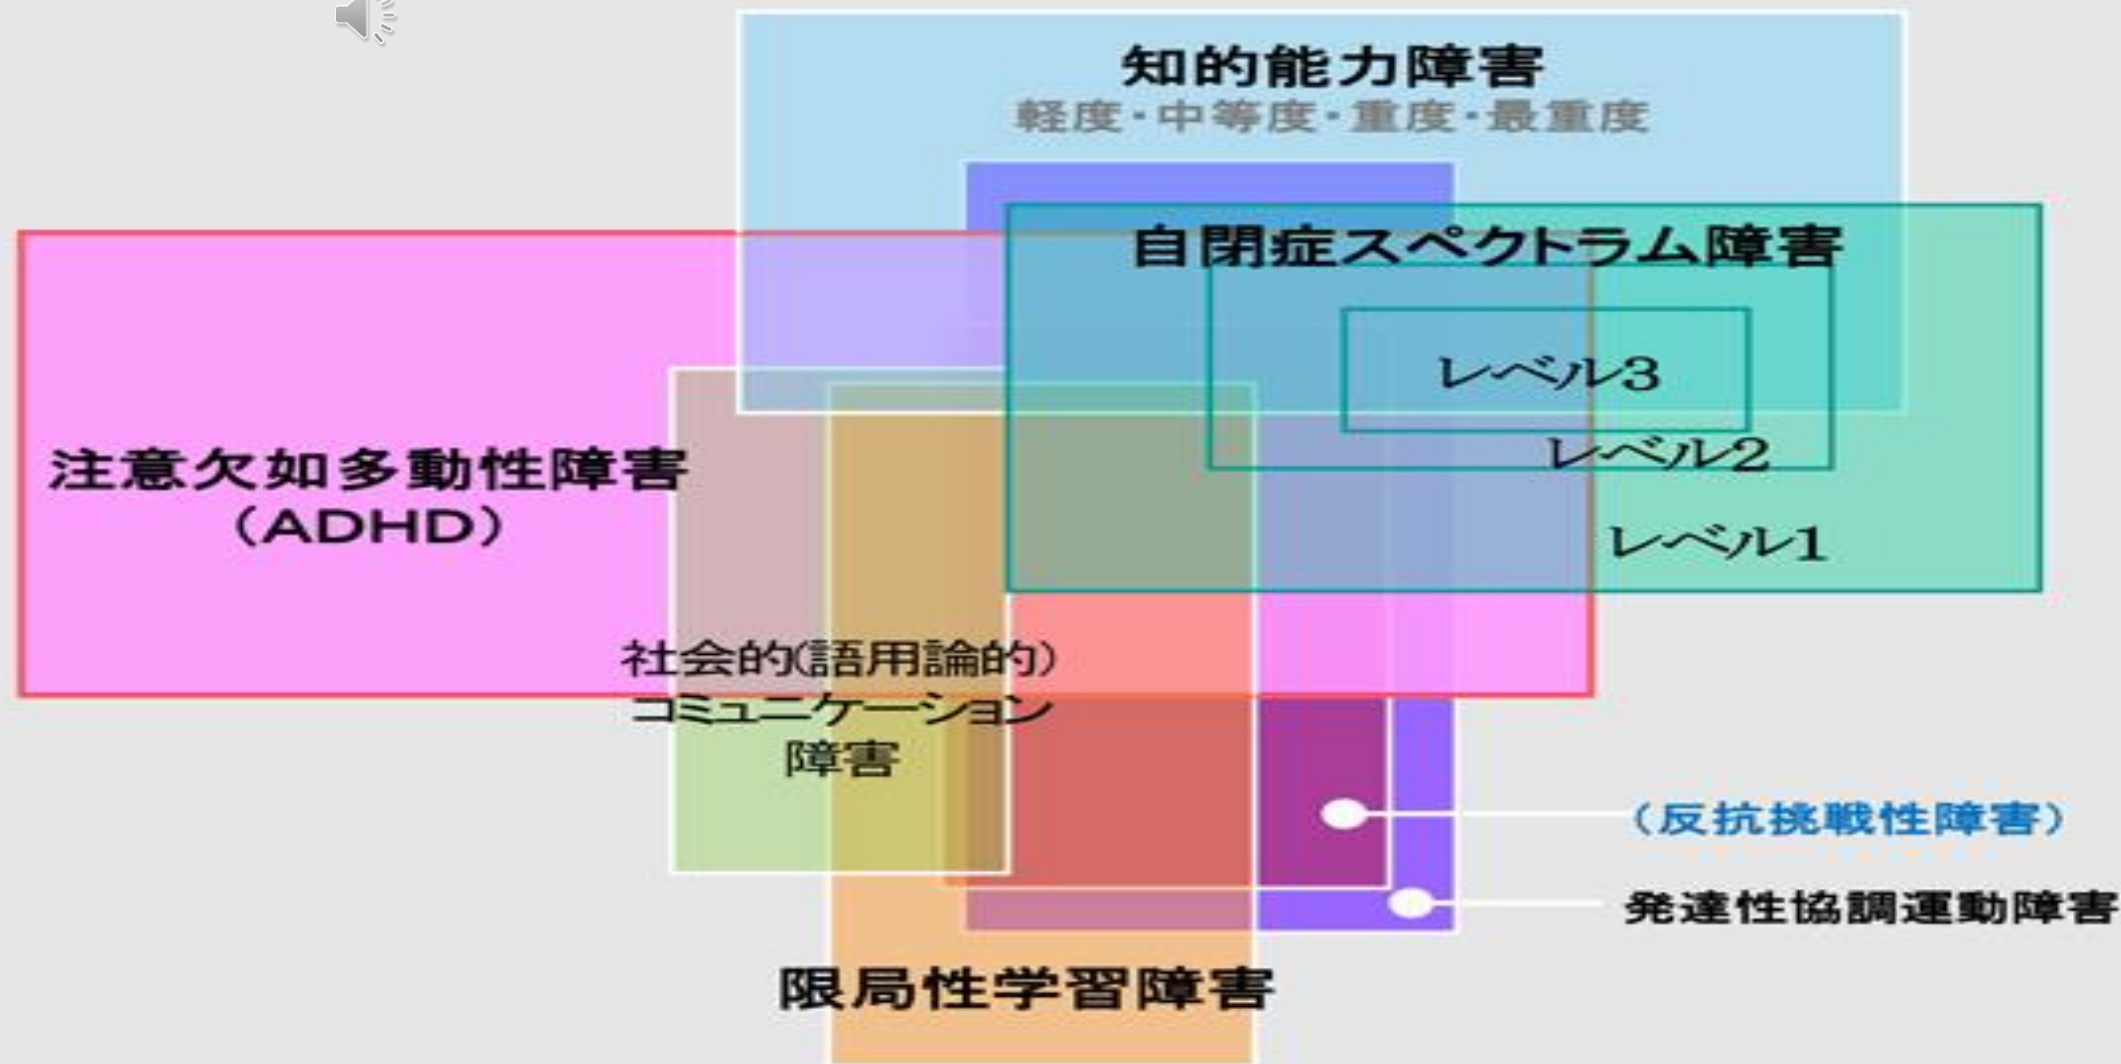 知的能力障害
軽度・中等度・重度・最重度
自閉症スペクトラム障害
レベル3
レベル2
レベル1
注意欠如多動性障害
（ADHD）
社会的(語用論的)
コミュニケーション
障害
（反抗挑戦性障害）
発達性協調運動障害
限局性学習障害